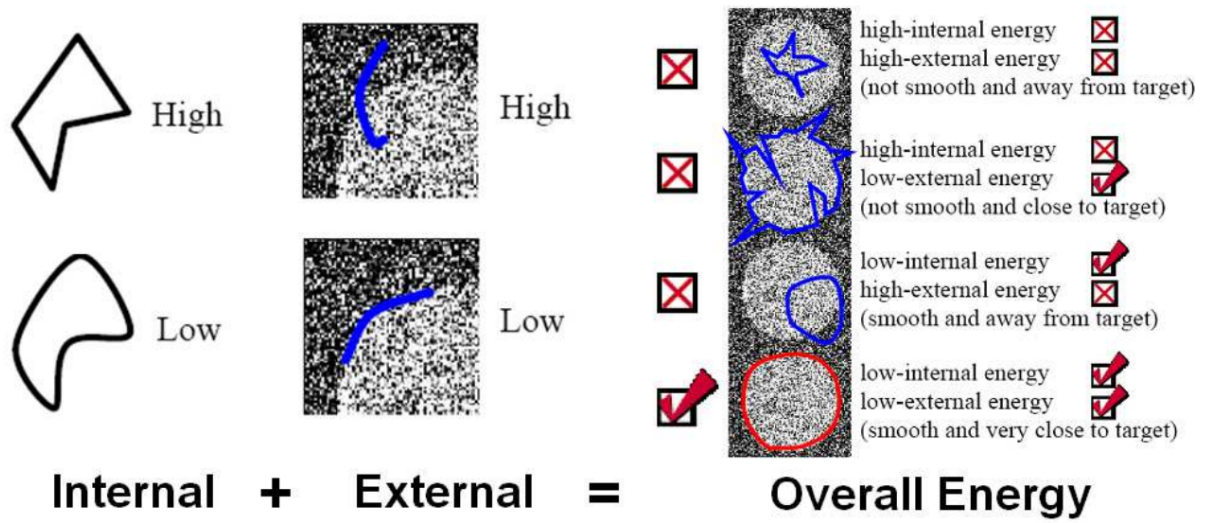 High
High
Low
Low
high-internal energy
high-external energy
(not smooth and away from target)
high-internal energy
low-external energy
(not smooth and close to target)
low-internal energy
high-external energy
(smooth and away from target)
low-internal energy
low-external energy
(smooth and very close to target)
Internal + External = Overall Energy